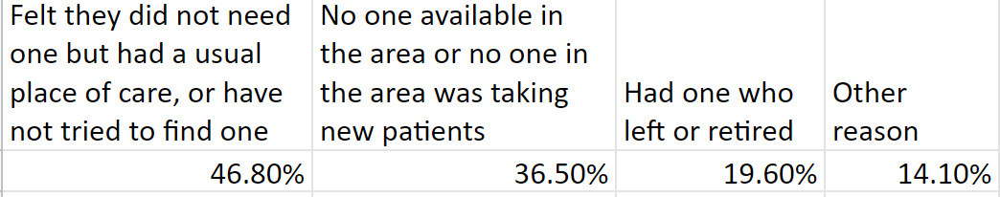 Felt they did not need
one but had a usual
place of care, or have
not tried to find one
No one available in
the area or no one in
the area was taking
new patients
Had one who
left or retired
Other
reason
46.80%
36.50%
19.60%
14.10%